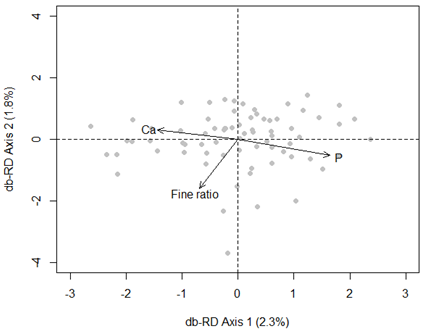 4
2
0
-2
-4
db-RD Axis 2 (1.8%)
Ca
P
Fine ratio
-3 -2 -1 0 1 2 3
db-RD Axis 1 (2.3%)